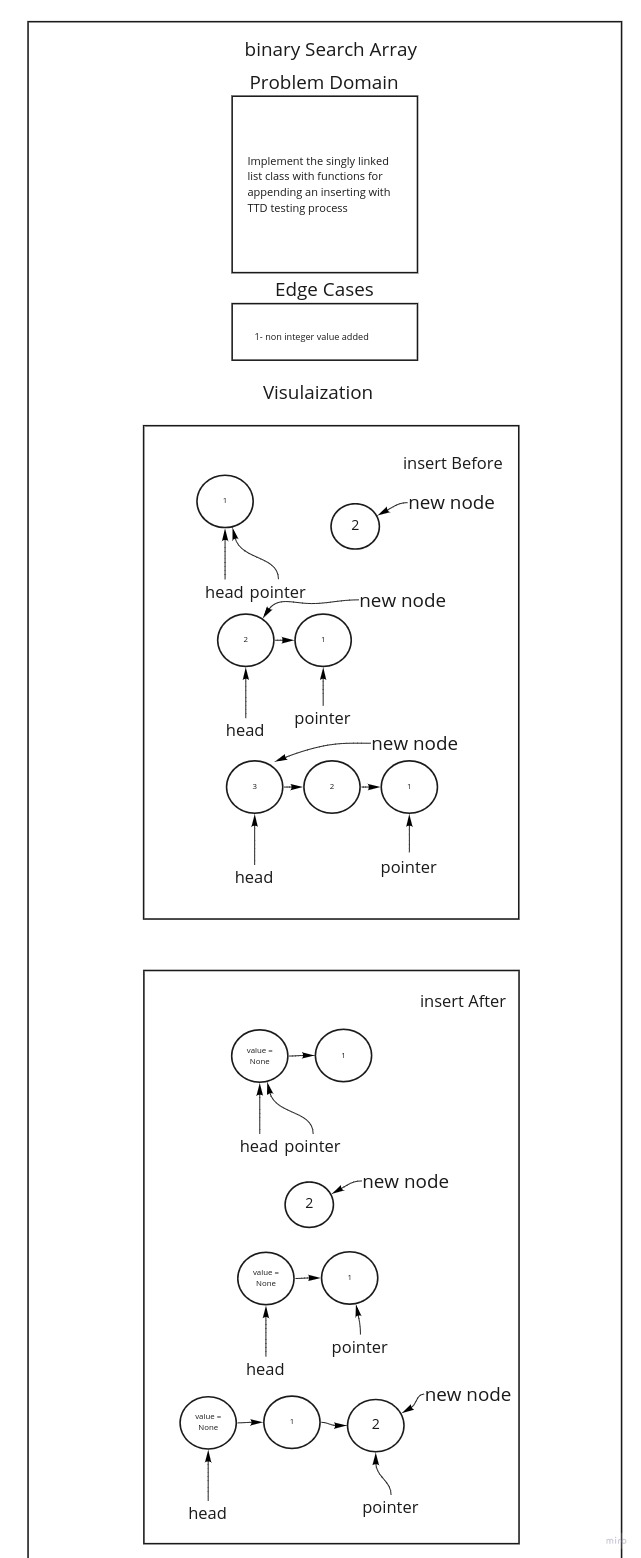 binary Search Array
Problem Domain
Implement the singly linked
list class with functions for
appending an inserting with
TTD testing process
Edge Cases
1- non integer value added
Visulaization
insert Before
1
2
new node
head pointer
new node
2
1
head
pointer
new node
3
2
1
head
pointer
insert After
value =
None
1
head pointer
new node
2
value =
None
1
pointer
head
new node
value =
None
1
2
head
pointer
miro